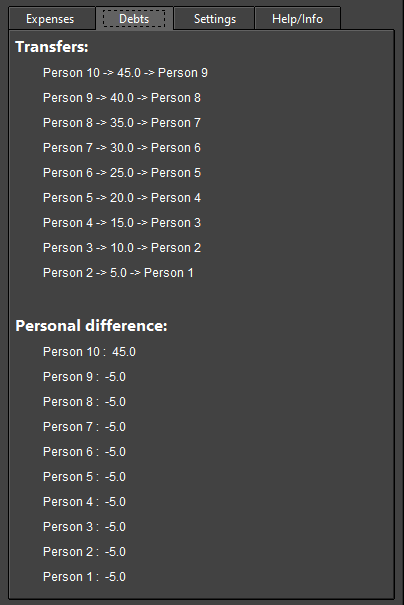 Expenses Debts Settings Help/Info
Transfers:
Person 10 -> 45.0 -> Person 9
Person 9 -> 40.0 -> Person 8
Person 8 -> 35.0 -> Person 7
Person 7 -> 30.0 -> Person 6
Person 6 -> 25.0 -> Person 5
Person 5 -> 20.0 -> Person 4
Person 4 -> 15.0 -> Person 3
Person 3 -> 10.0 -> Person 2
Person 2 -> 5.0 -> Person 1
Personal difference:
Person 10 :  45.0
Person 9 :  -5.0
Person 8 :  -5.0
Person 7 :  -5.0
Person 6 :  -5.0
Person 5 :  -5.0
Person 4 :  -5.0
Person 3 :  -5.0
Person 2 :  -5.0
Person 1 :  -5.0